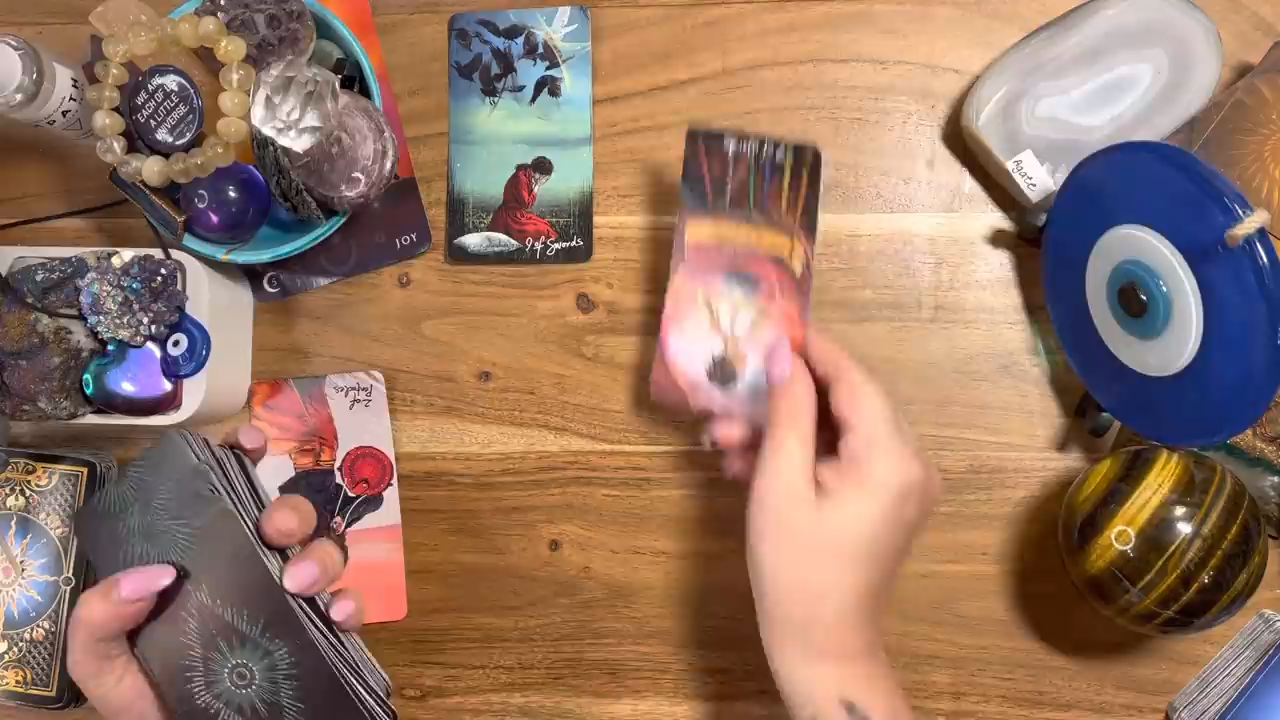 WE ARE
EACH OF US
A LITTLE
UNIVERSE
JOY
9 of Swords
Agate
2 of
Pentacles